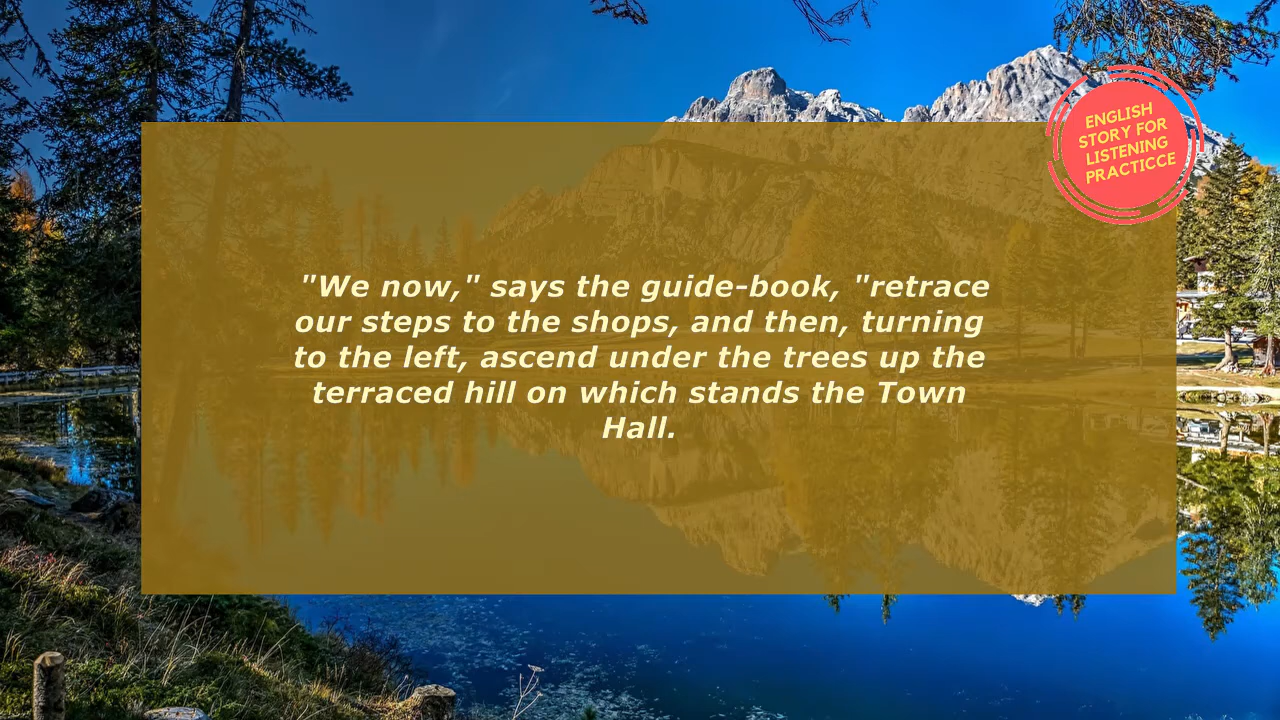 ENGLISH
STORY FOR
LISTENING
PRACTICCE
"We now," says the guide-book, "retrace
our steps to the shops, and then, turning
to the left, ascend under the trees up the
terraced hill on which stands the Town
Hall.